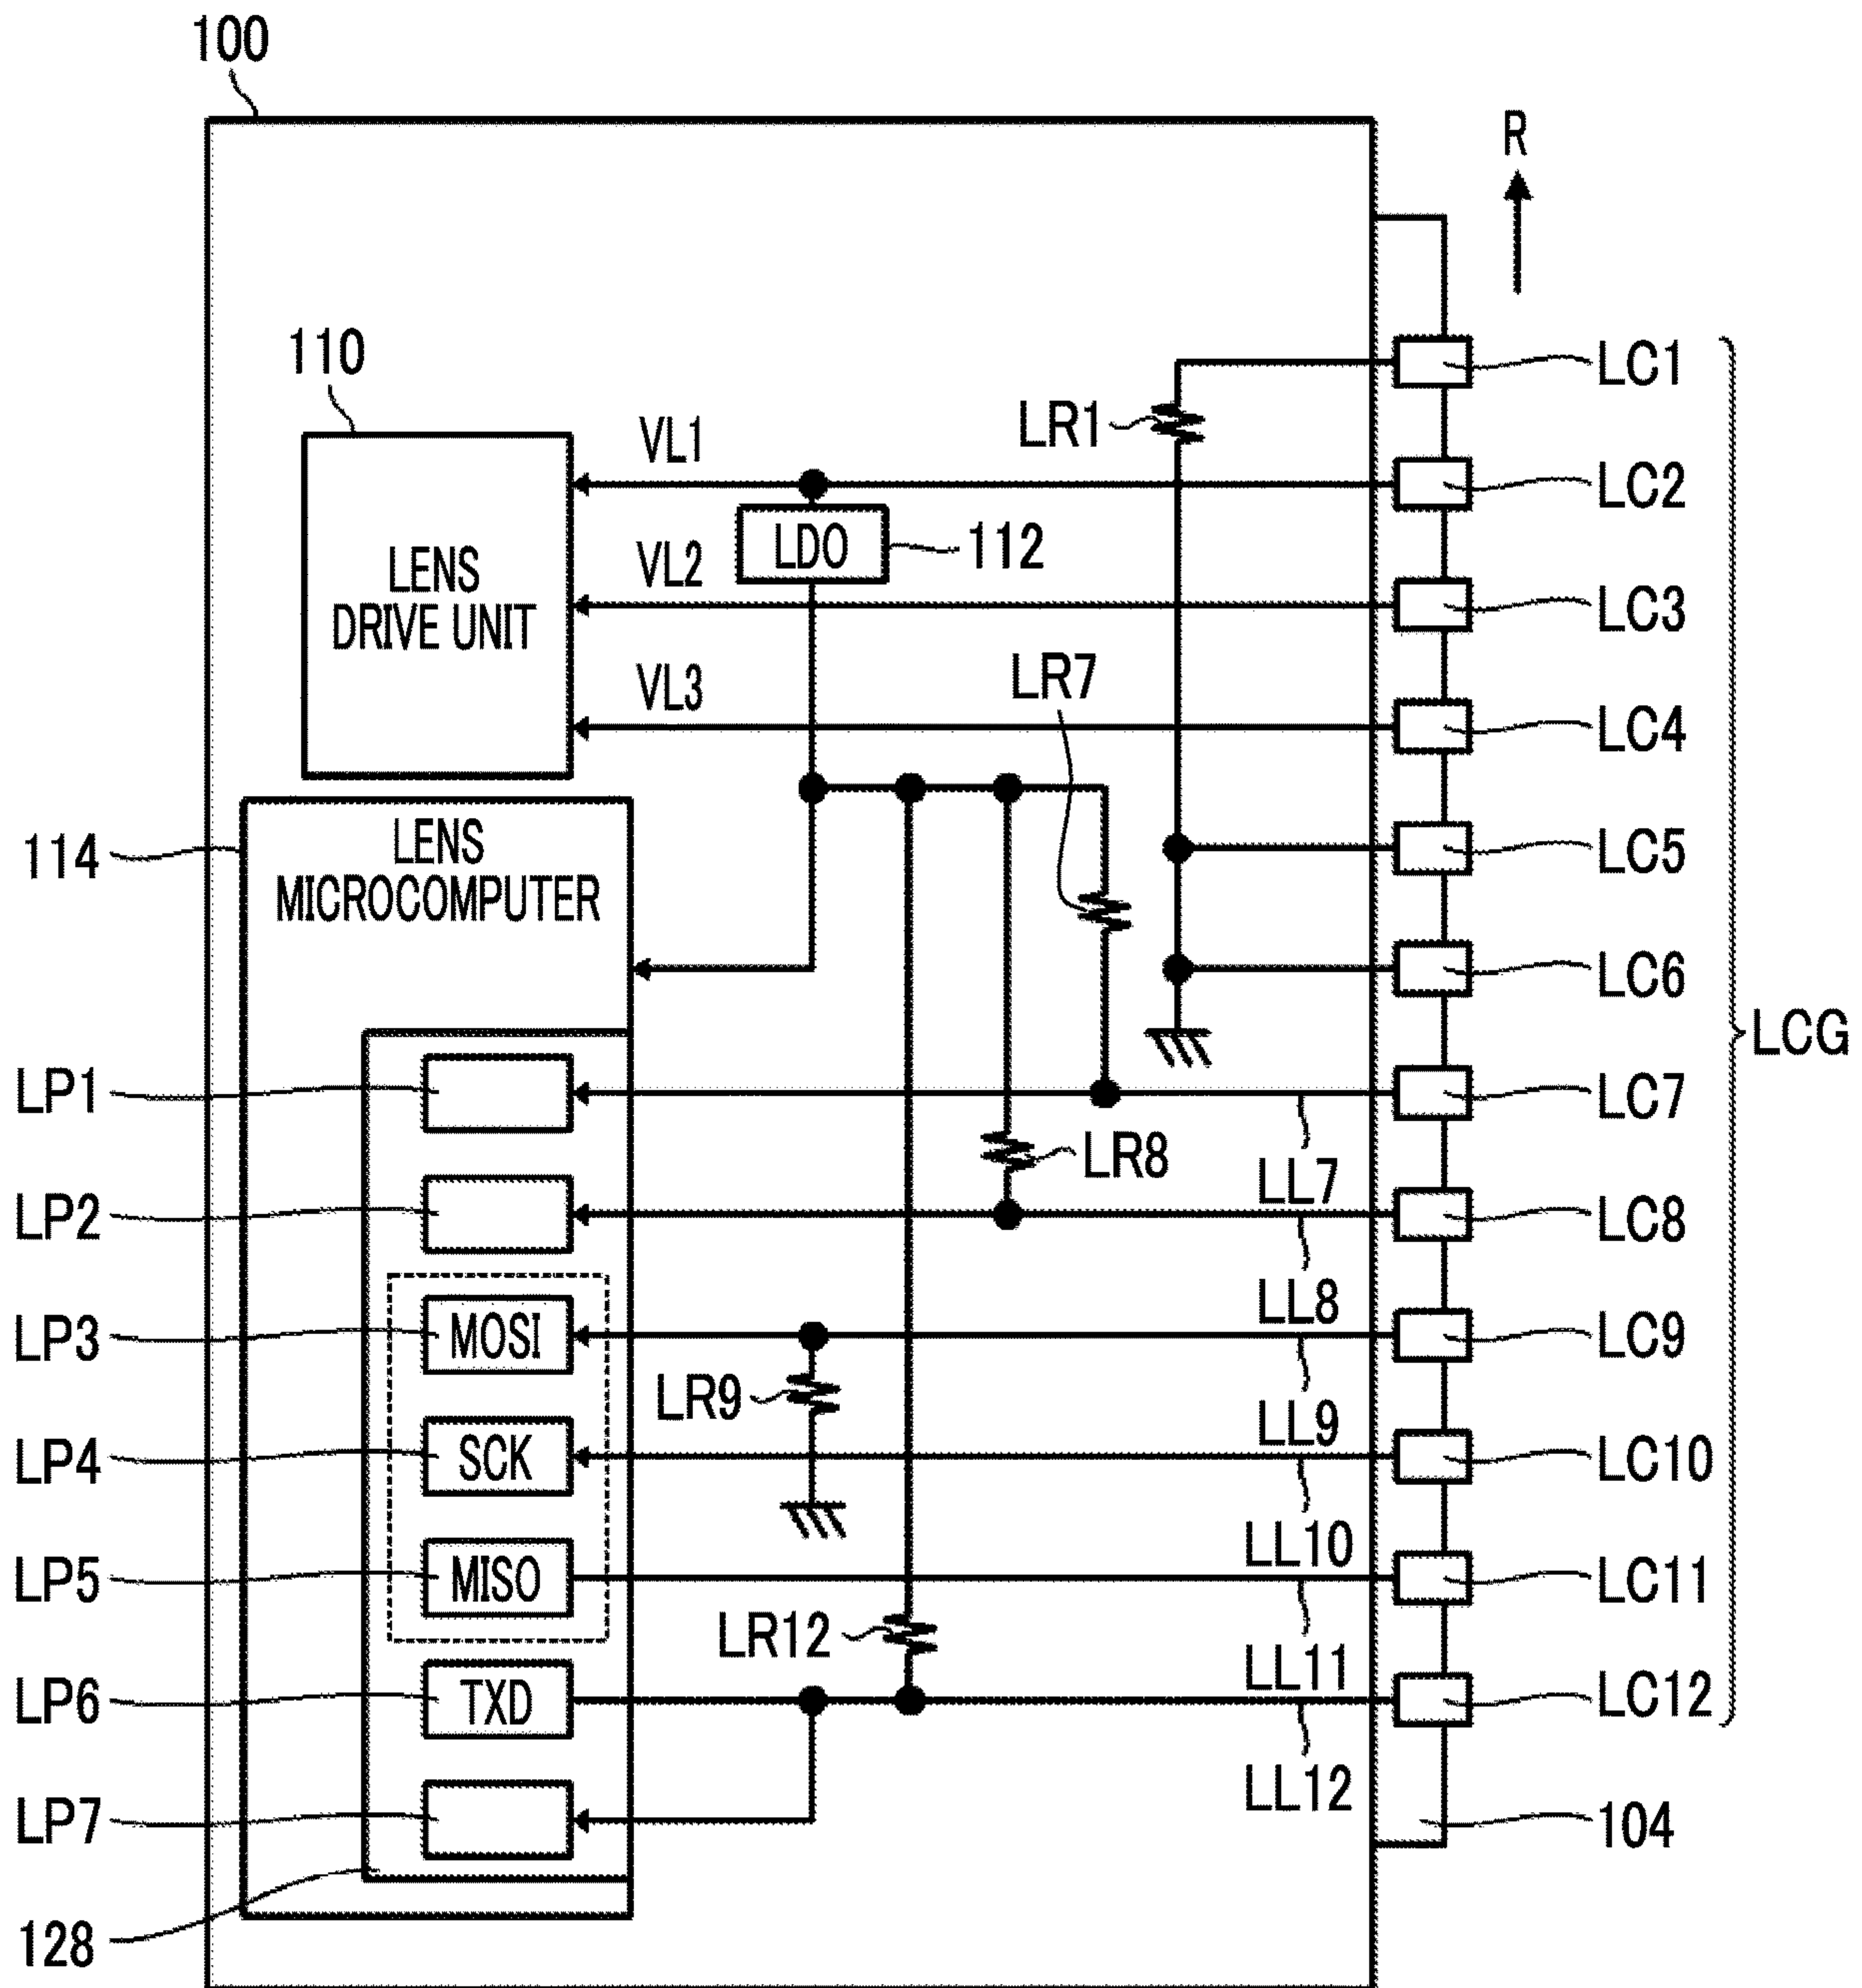 100
R
110
LC1
LR1
VL1
LC2
LDO
112
VL2
LENS
DRIVE UNIT
LC3
LR7
VL3
LC4
114
LENS
MICROCOMPUTER
LC5
LC6
LCG
LP1
LC7
LR8
LL7
LP2
LC8
LL8
LP3
MOSI
LC9
LR9
LL9
LP4
SCK
LC10
LL10
LP5
MISO
LC11
LR12
LL11
LP6
TXD
LC12
LL12
LP7
104
128